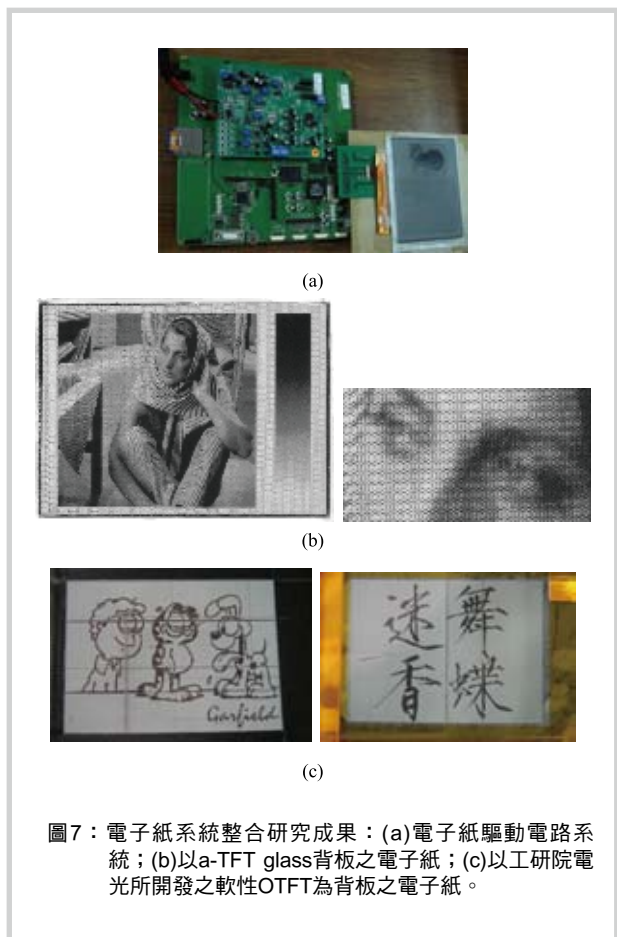 (a)
(b)
Garfield
舞蝶
迷香
(c)
圖7：電子紙系統整合研究成果：(a)電子紙驅動電路系
統；(b)以a-TFT glass背板之電子紙；(c)以工研院電
光所開發之軟性OTFT為背板之電子紙。